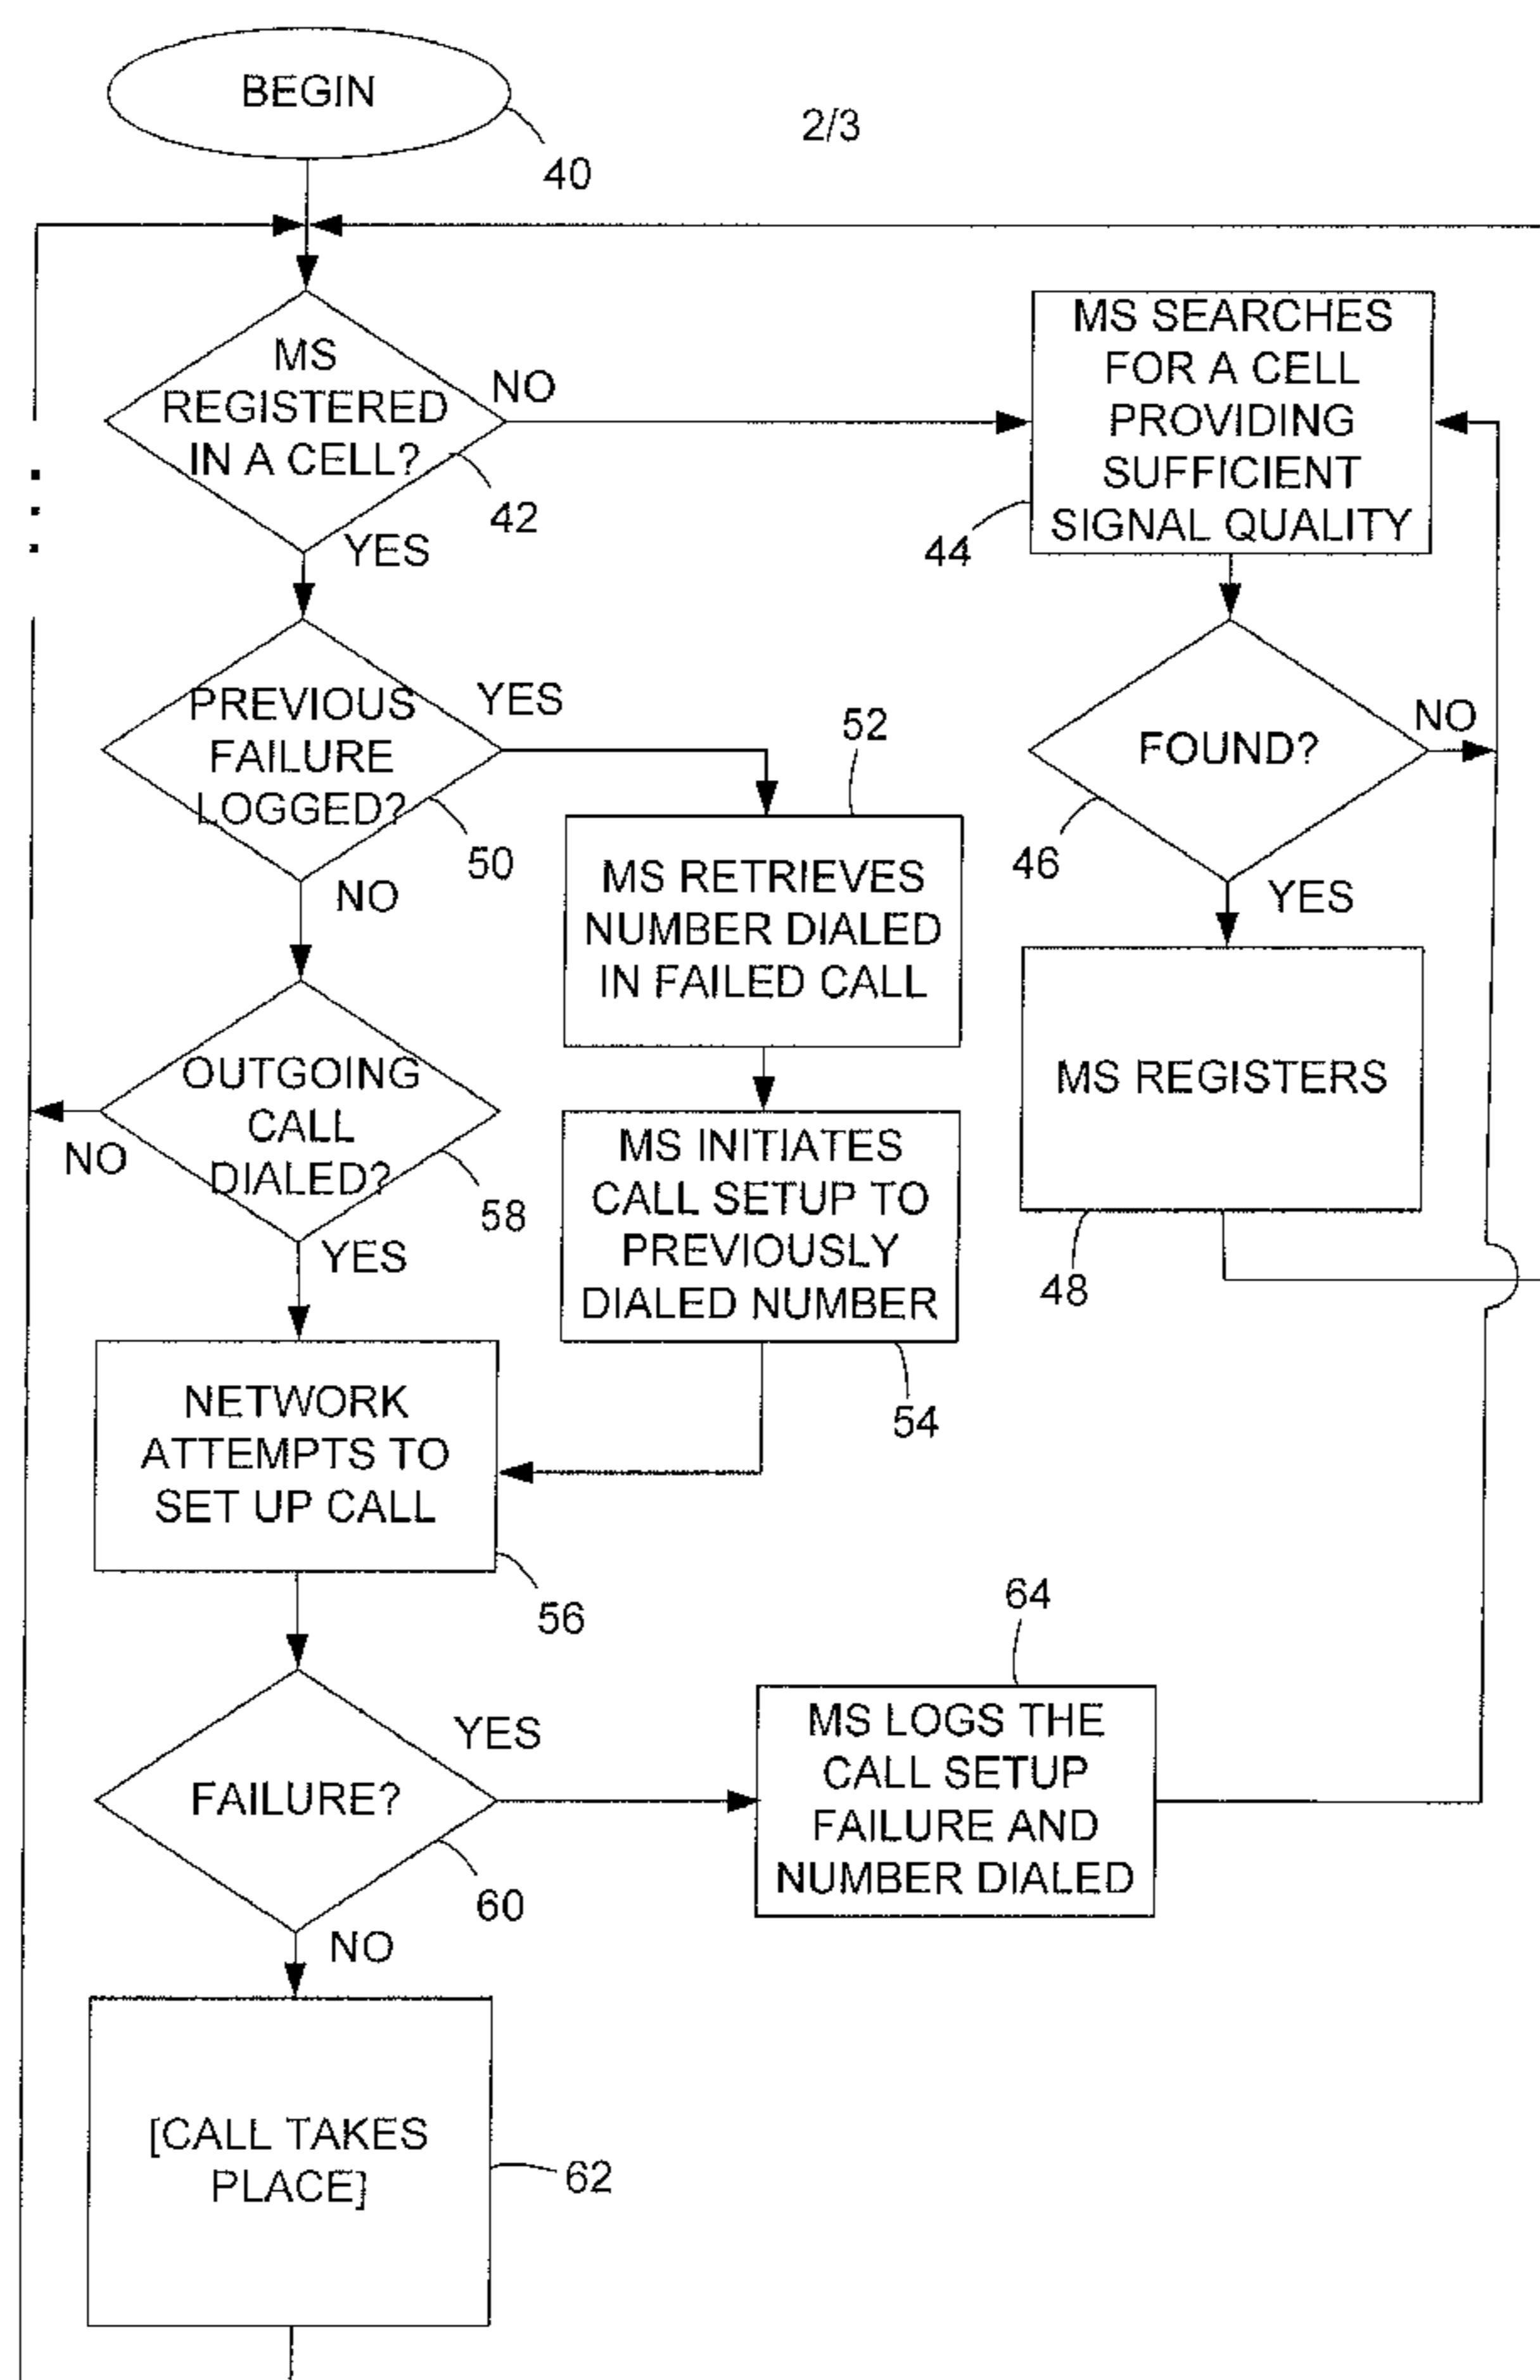 BEGIN
2/3
40
MS
REGISTERED
IN A CELL?
NO
42
YES
MS SEARCHES
FOR A CELL
PROVIDING
SUFFICIENT
SIGNAL QUALITY
44
PREVIOUS
FAILURE
LOGGED?
YES
50
NO
52
MS RETRIEVES
NUMBER DIALED
IN FAILED CALL
FOUND?
NO
46
YES
MS REGISTERS
48
OUTGOING
CALL
DIALED?
NO
58
YES
MS INITIATES
CALL SETUP TO
PREVIOUSLY
DIALED NUMBER
54
NETWORK
ATTEMPTS TO
SET UP CALL
56
FAILURE?
YES
60
NO
64
MS LOGS THE
CALL SETUP
FAILURE AND
NUMBER DIALED
[CALL TAKES
PLACE]
62